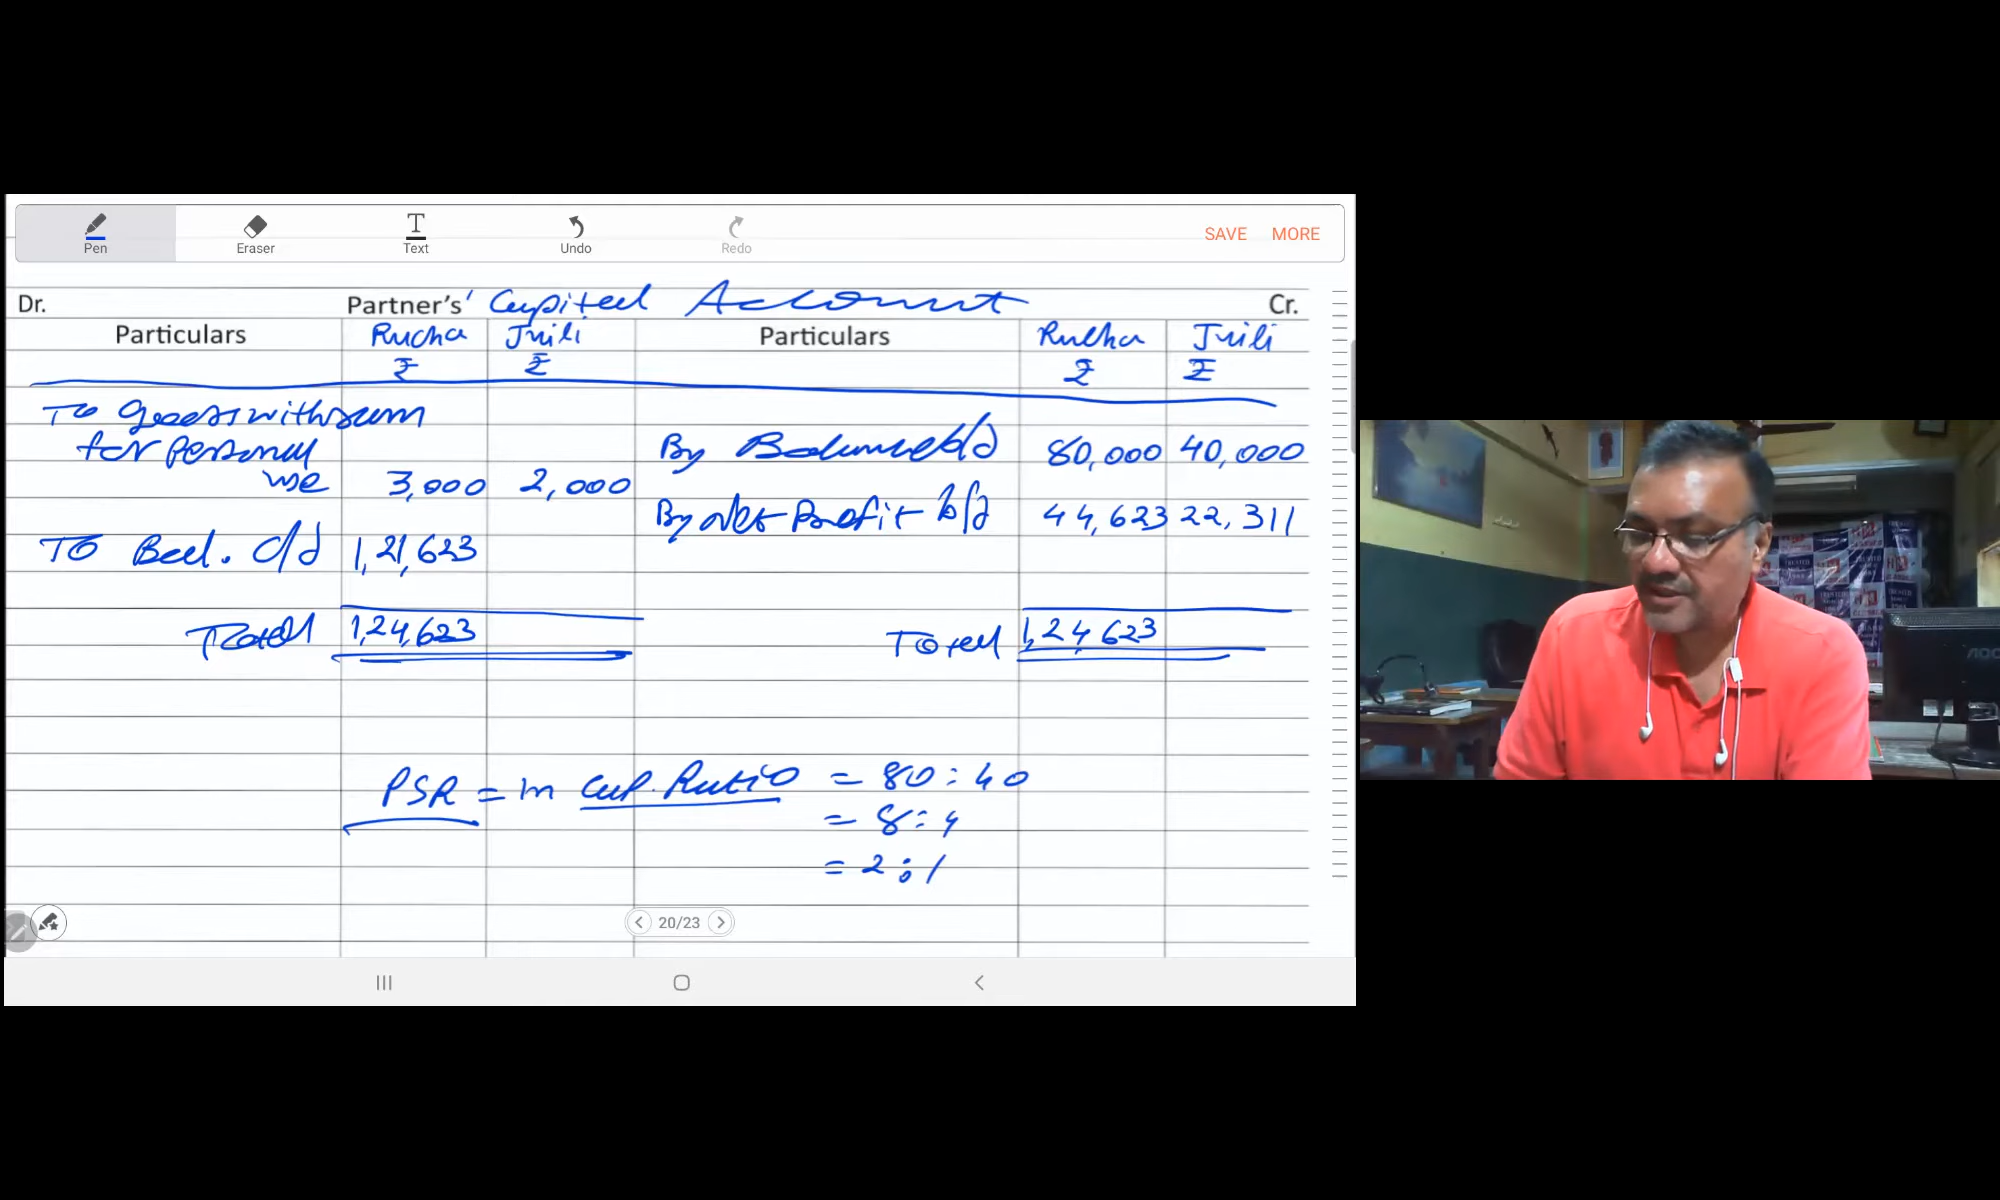 Pen Eraser Text Undo Redo SAVE MORE
Dr. Partner's' Capital Account Cr.
Particulars Rucha Juili Particulars Rucha Juili
₹ ₹ ₹ ₹
To goods withdrawn
for personal By Balance b/d 80,000 40,000
use 3,000 2,000
By Net Profit b/d 44,623 22,311
To Bal. c/d 1,21,623
Total 1,24,623 Total 1,24,623
PSR = In Cap. Ratio = 80 : 40
= 8 : 4
= 2 : 1
20/23
AOC